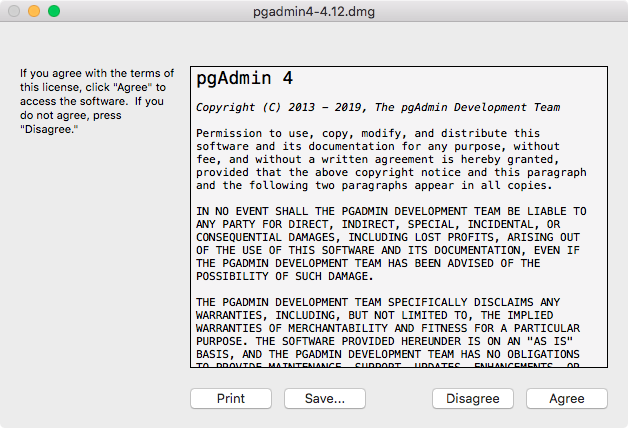 pgadmin4-4.12.dmg
If you agree with the terms of
this license, click "Agree" to
access the software.  If you
do not agree, press
"Disagree."
pgAdmin 4
Copyright (C) 2013 - 2019, The pgAdmin Development Team
Permission to use, copy, modify, and distribute this
software and its documentation for any purpose, without
fee, and without a written agreement is hereby granted,
provided that the above copyright notice and this paragraph
and the following two paragraphs appear in all copies.
IN NO EVENT SHALL THE PGADMIN DEVELOPMENT TEAM BE LIABLE TO
ANY PARTY FOR DIRECT, INDIRECT, SPECIAL, INCIDENTAL, OR
CONSEQUENTIAL DAMAGES, INCLUDING LOST PROFITS, ARISING OUT
OF THE USE OF THIS SOFTWARE AND ITS DOCUMENTATION, EVEN IF
THE PGADMIN DEVELOPMENT TEAM HAS BEEN ADVISED OF THE
POSSIBILITY OF SUCH DAMAGE.
THE PGADMIN DEVELOPMENT TEAM SPECIFICALLY DISCLAIMS ANY
WARRANTIES, INCLUDING, BUT NOT LIMITED TO, THE IMPLIED
WARRANTIES OF MERCHANTABILITY AND FITNESS FOR A PARTICULAR
PURPOSE. THE SOFTWARE PROVIDED HEREUNDER IS ON AN "AS IS"
BASIS, AND THE PGADMIN DEVELOPMENT TEAM HAS NO OBLIGATIONS
TO PROVIDE MAINTENANCE, SUPPORT, UPDATES, ENHANCEMENTS, OR
Print
Save...
Disagree
Agree